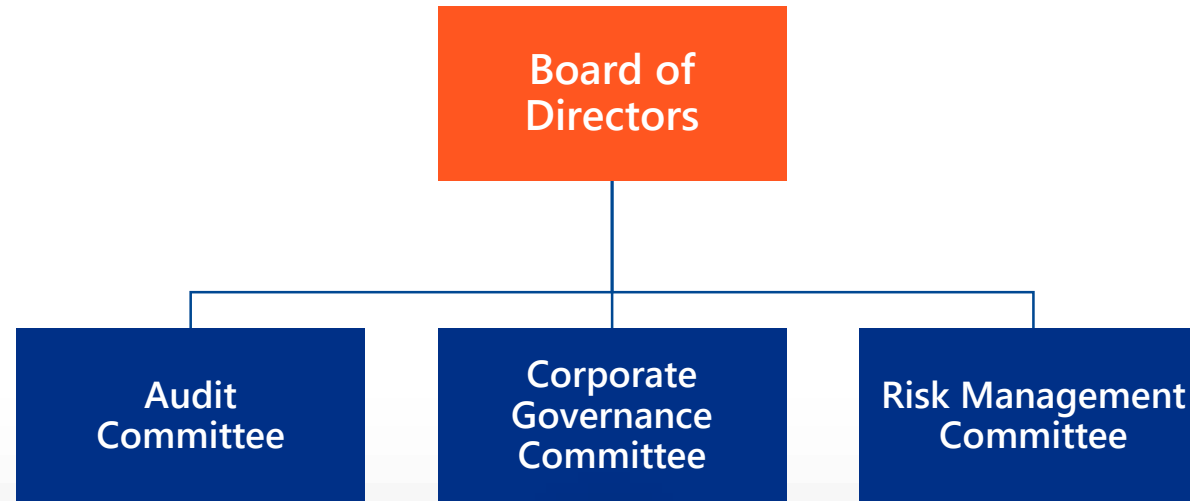 Board of
Directors
Audit
Committee
Corporate
Governance
Committee
Risk Management
Committee